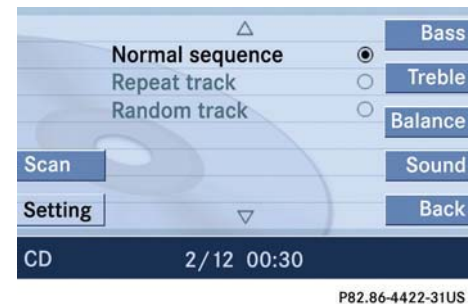 Bass
Normal sequence
Repeat track
Treble
Random track
Balance
Scan
Sound
Setting
Back
CD 2/12 00:30
P82.86-4422-31US